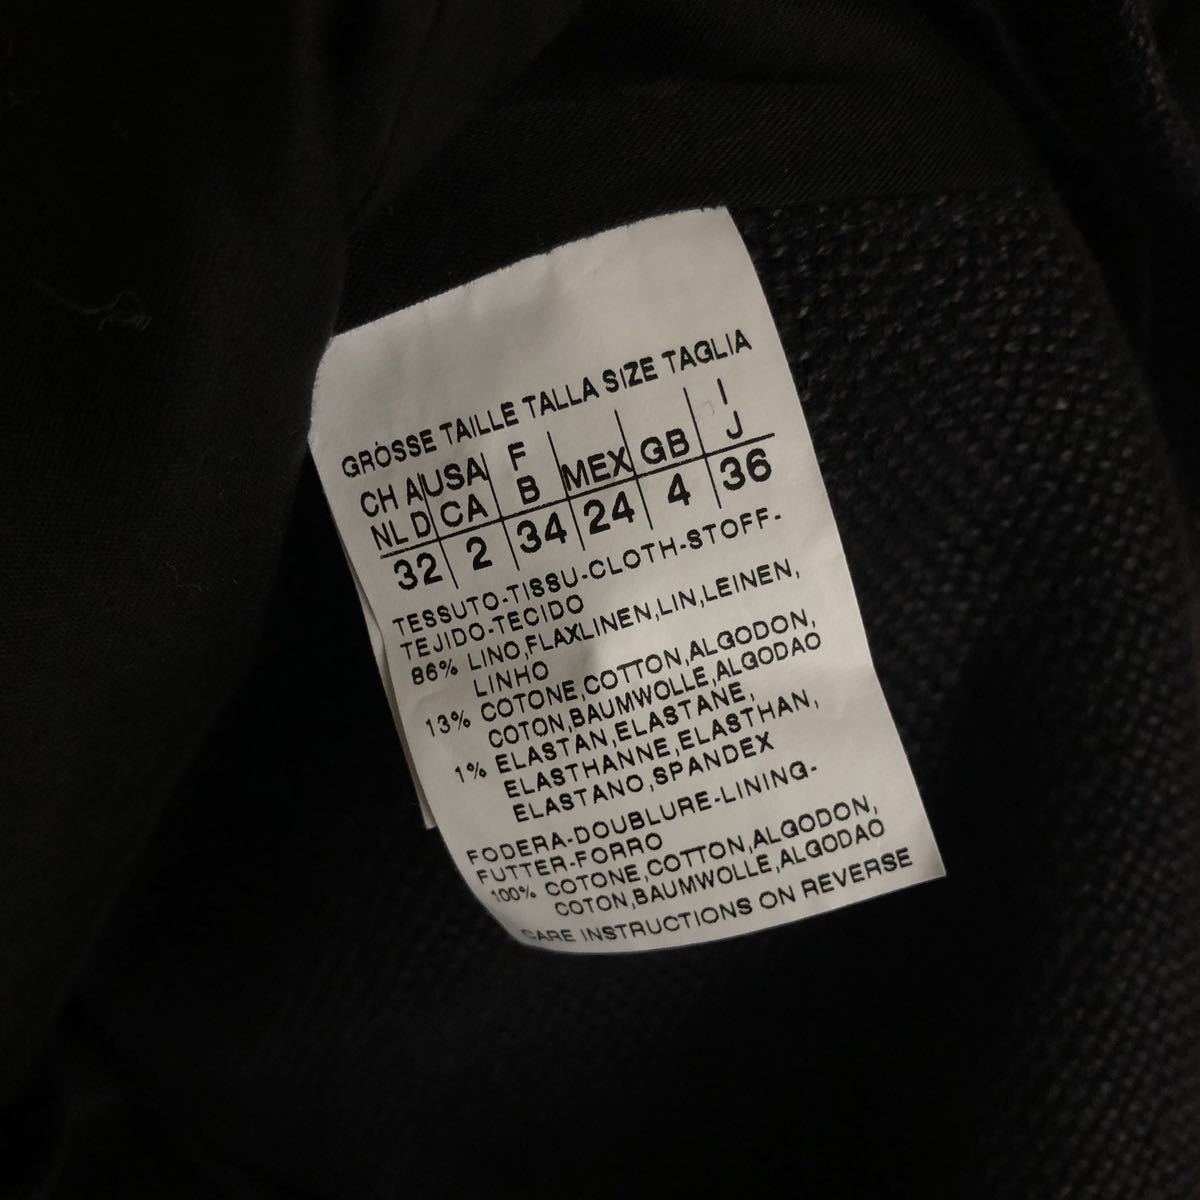 GRÖSSE TAILLE TALLA SIZE TAGLIA
CH A USA F MEX GB I
NL D CA B J
32 2 34 24 4 36
TESSUTO-TISSU-CLOTH-STOFF-
TEJIDO-TECIDO
86% LINO,FLAXLINEN,LIN,LEINEN,
LINHO
13% COTONE,COTTON,ALGODON,
COTON,BAUMWOLLE,ALGODAO
1% ELASTAN,ELASTANE,
ELASTHANNE,ELASTHAN,
ELASTANO,SPANDEX
FODERA-DOUBLURE-LINING-
FUTTER-FORRO
100% COTONE,COTTON,ALGODON,
COTON,BAUMWOLLE,ALGODAO
CARE INSTRUCTIONS ON REVERSE